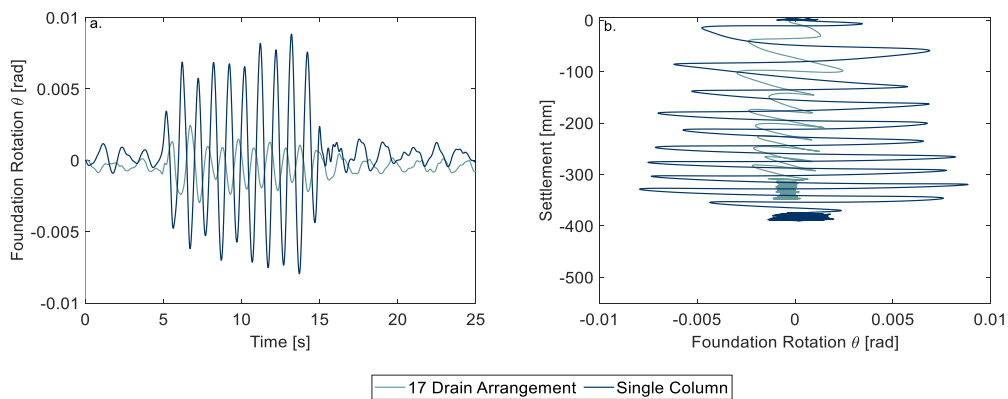 a.
0.01
0.005
0
-0.005
-0.01
Foundation Rotation θ [rad]
0 5 10 15 20 25
Time [s]
b.
0
-100
-200
-300
-400
-500
Settlement [mm]
-0.01 -0.005 0 0.005 0.01
Foundation Rotation θ [rad]
17 Drain Arrangement Single Column